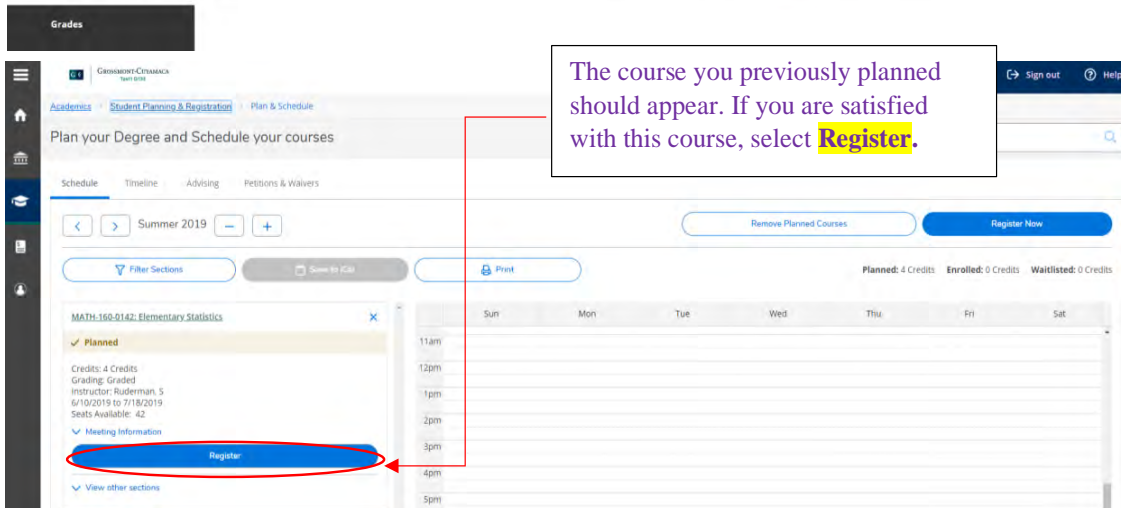 Grades
GROSSMONT-CUYAMACA
The course you previously planned
should appear. If you are satisfied
with this course, select Register.
Sign out
Help
Academics
Student Planning & Registration
Plan & Schedule
Plan your Degree and Schedule your courses
Schedule Timeline Advising Petitions & Waivers
< > Summer 2019 − +
Remove Planned Courses
Register Now
Filter Sections
Save to iCal
Print
Planned: 4 Credits Enrolled: 0 Credits Waitlisted: 0 Credits
MATH-160-0142: Elementary Statistics
Planned
Credits: 4 Credits
Grading: Graded
Instructor: Ruderman, S
6/10/2019 to 7/18/2019
Seats Available: 42
Meeting Information
Register
View other sections
Sun Mon Tue Wed Thu Fri Sat
11am
12pm
1pm
2pm
3pm
4pm
5pm